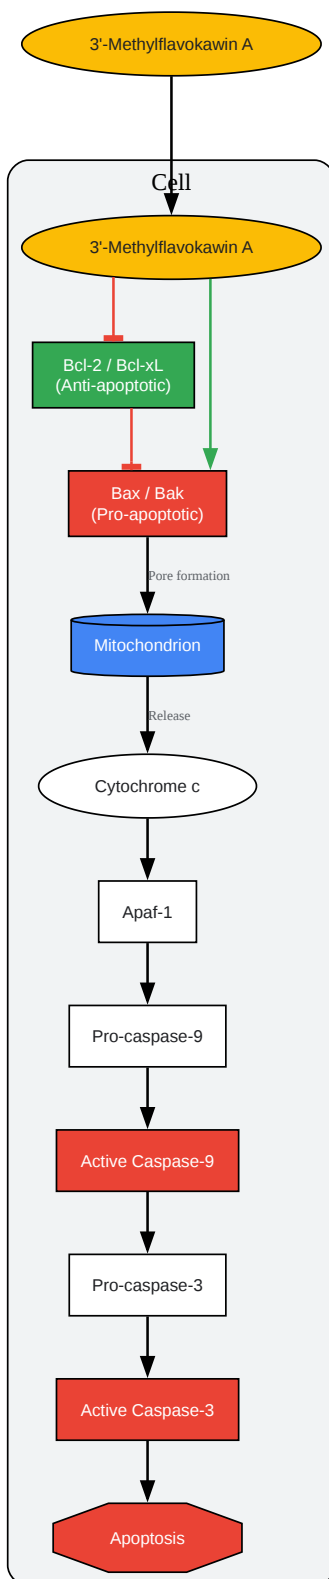 3'-Methylflavokawin A
Cell
3'-Methylflavokawin A
Bcl-2 / Bcl-xL
(Anti-apoptotic)
Bax / Bak
(Pro-apoptotic)
Pore formation
Mitochondrion
Release
Cytochrome c
Apaf-1
Pro-caspase-9
Active Caspase-9
Pro-caspase-3
Active Caspase-3
Apoptosis